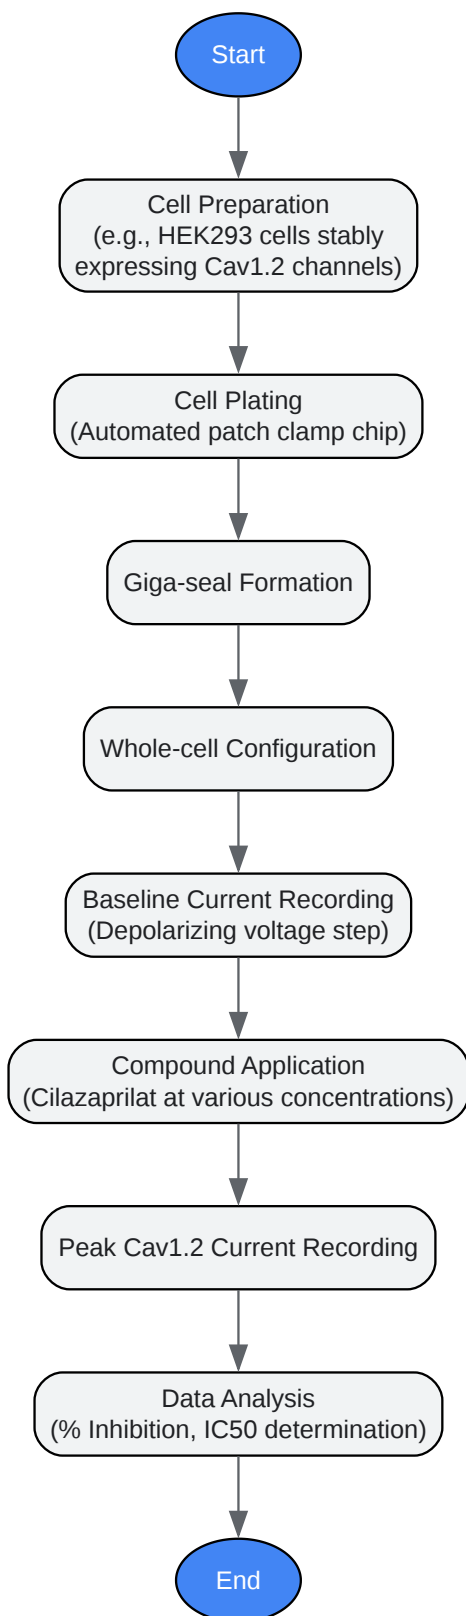 Start
Cell Preparation
(e.g., HEK293 cells stably
expressing Cav1.2 channels)
Cell Plating
(Automated patch clamp chip)
Giga-seal Formation
Whole-cell Configuration
Baseline Current Recording
(Depolarizing voltage step)
Compound Application
(Cilazaprilat at various concentrations)
Peak Cav1.2 Current Recording
Data Analysis
(% Inhibition, IC50 determination)
End